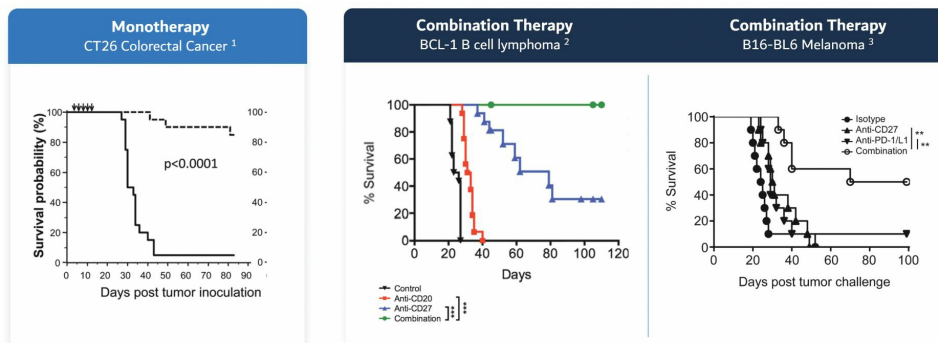 Monotherapy
CT26 Colorectal Cancer 1
Survival probability (%)
100
80
60
40
20
0
p<0.0001
100
80
60
40
20
0
0 10 20 30 40 50 60 70 80 90
Days post tumor inoculation
Combination Therapy
BCL-1 B cell lymphoma 2
% Survival
100
80
60
40
20
0
0 20 40 60 80 100 120
Days
Control
Anti-CD20
Anti-CD27
Combination
***
***
Combination Therapy
B16-BL6 Melanoma 3
% Survival
100
80
60
40
20
0
Isotype
Anti-CD27
Anti-PD-1/L1
Combination
**
**
0 20 40 60 80 100
Days post tumor challenge